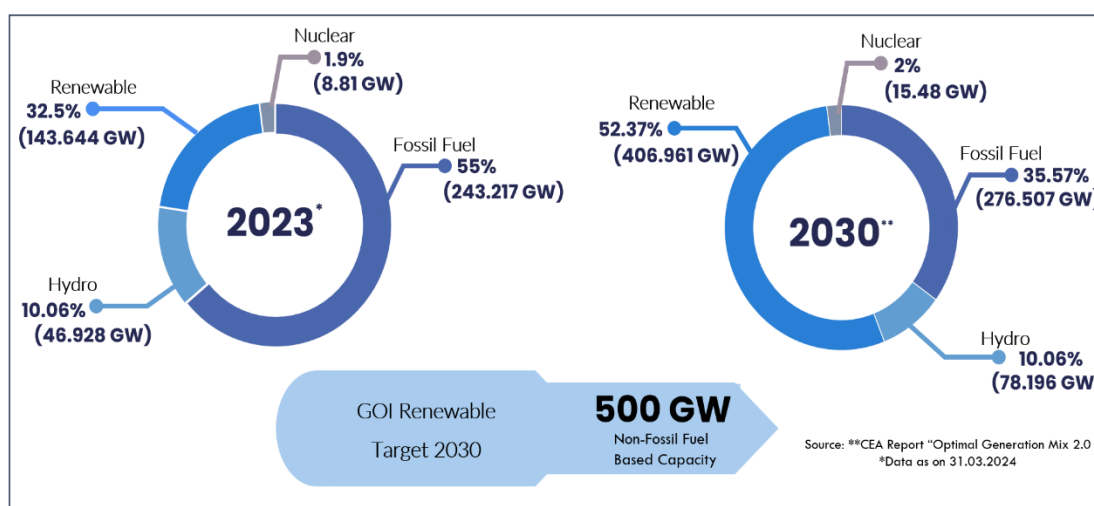 Nuclear
1.9%
(8.81 GW)
Renewable
32.5%
(143.644 GW)
Fossil Fuel
55%
(243.217 GW)
2023*
Hydro
10.06%
(46.928 GW)
Nuclear
2%
(15.48 GW)
Renewable
52.37%
(406.961 GW)
Fossil Fuel
35.57%
(276.507 GW)
2030**
Hydro
10.06%
(78.196 GW
GOI Renewable
Target 2030
500 GW
Non-Fossil Fuel
Based Capacity
Source: **CEA Report "Optimal Generation Mix 2.0
*Data as on 31.03.2024